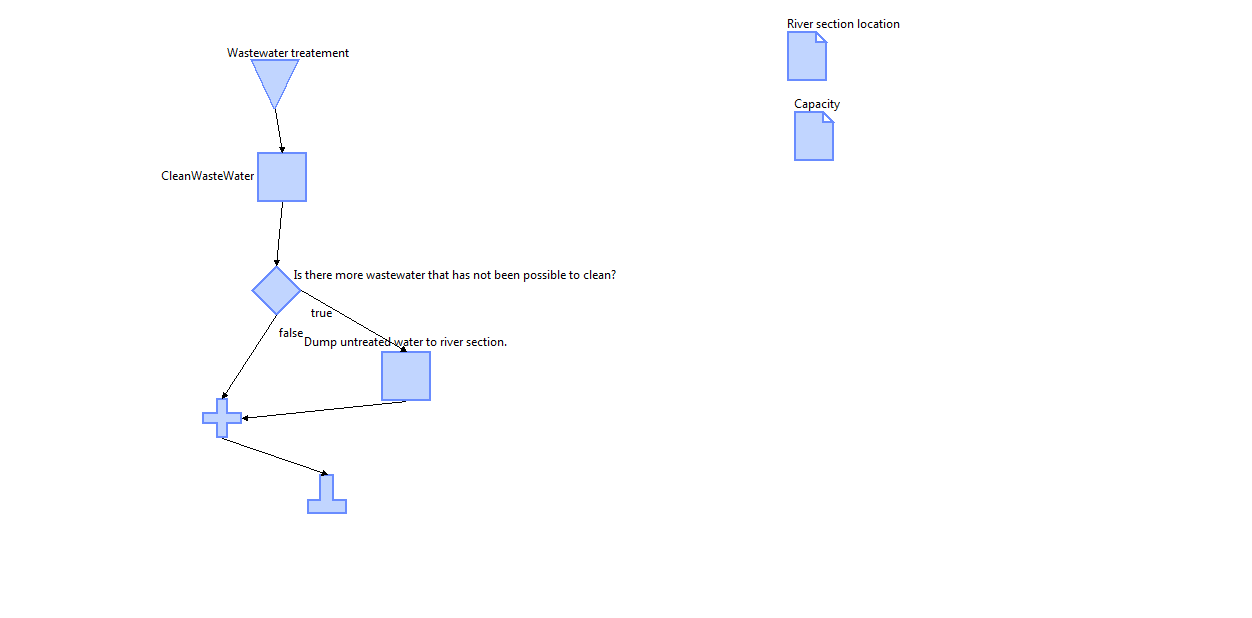 River section location
Wastewater treatement
Capacity
CleanWasteWater
Is there more wastewater that has not been possible to clean?
true
false
Dump untreated water to river section.